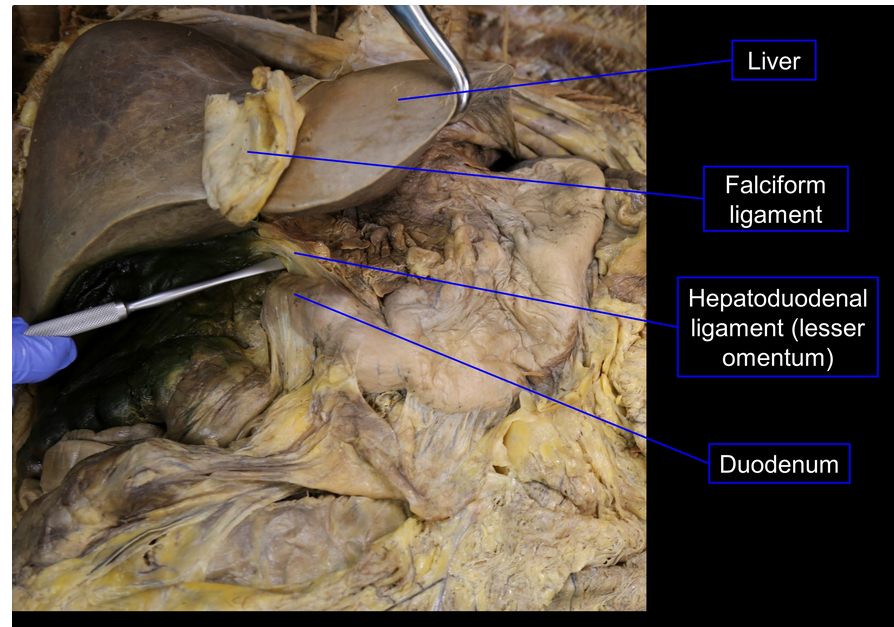 Liver
Falciform
ligament
Hepatoduodenal
ligament (lesser
omentum)
Duodenum